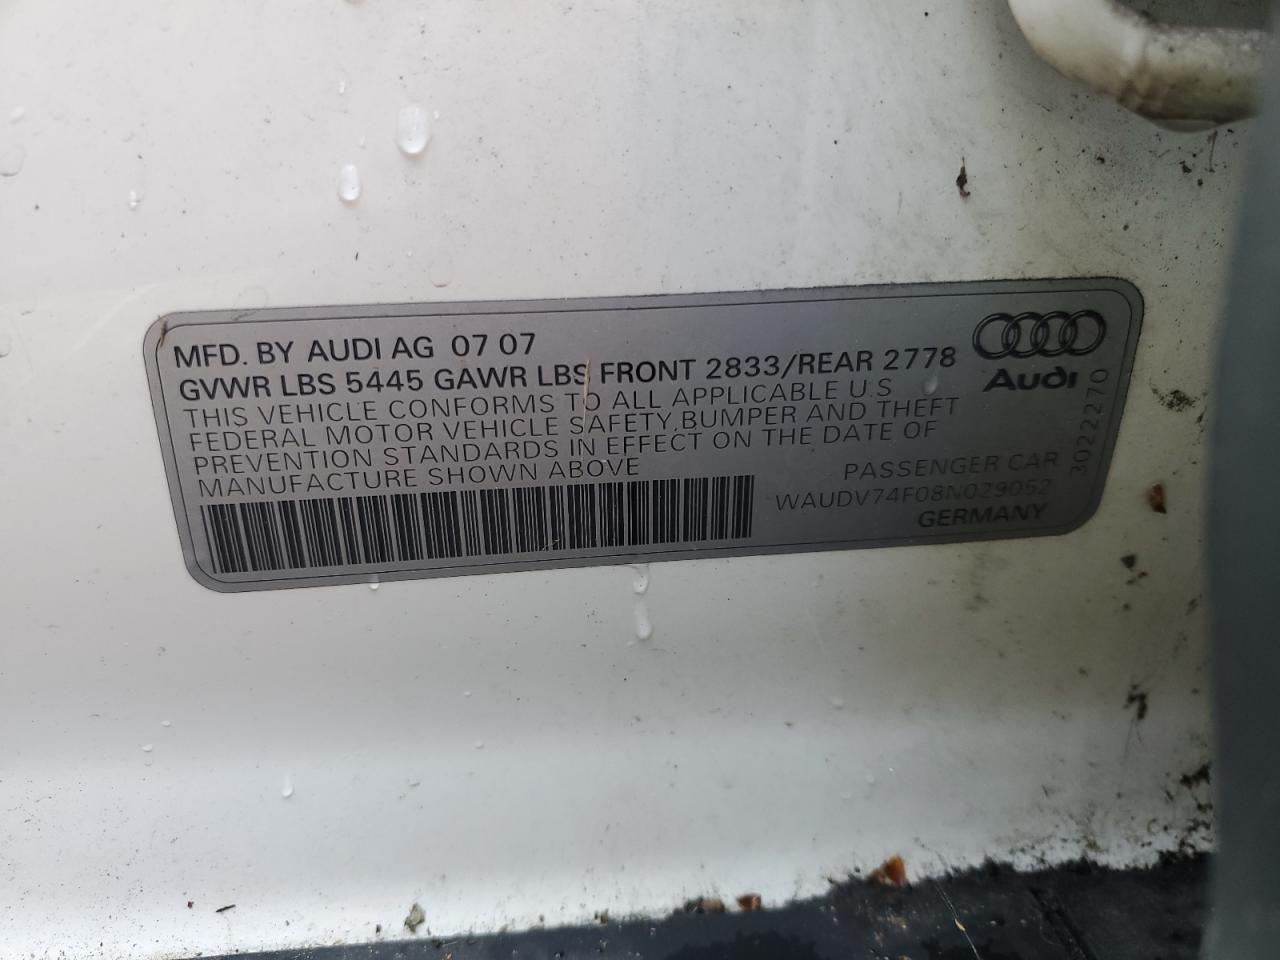 MFD. BY AUDI AG 07 07
GVWR LBS 5445 GAWR LBS FRONT 2833/REAR 2778
THIS VEHICLE CONFORMS TO ALL APPLICABLE U.S
FEDERAL MOTOR VEHICLE SAFETY, BUMPER AND THEFT
PREVENTION STANDARDS IN EFFECT ON THE DATE OF
MANUFACTURE SHOWN ABOVE
PASSENGER CAR
WAUDV74F08N029052
GERMANY
Audi
3022270